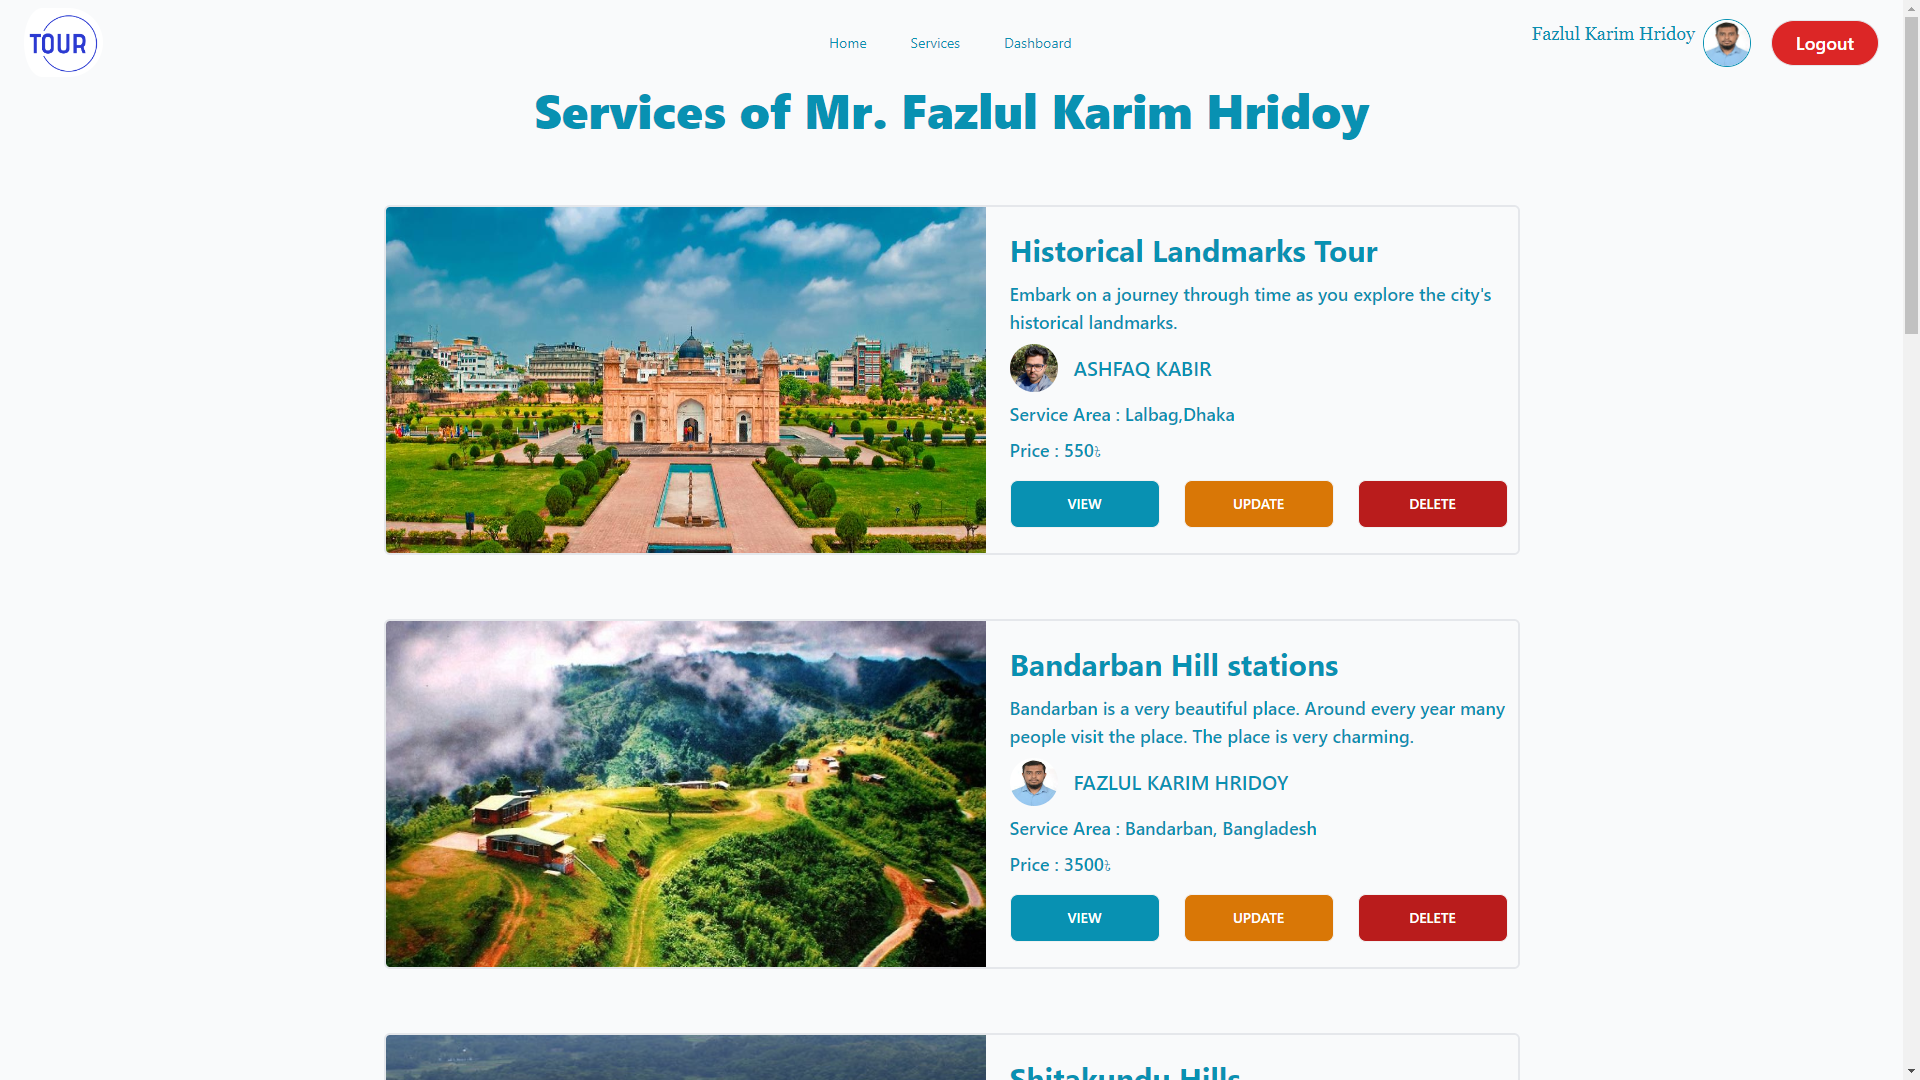 TOUR
Home
Services
Dashboard
Fazlul Karim Hridoy
Logout
Services of Mr. Fazlul Karim Hridoy
Historical Landmarks Tour
Embark on a journey through time as you explore the city's
historical landmarks.
ASHFAQ KABIR
Service Area : Lalbag,Dhaka
Price : 550৳
VIEW
UPDATE
DELETE
Bandarban Hill stations
Bandarban is a very beautiful place. Around every year many
people visit the place. The place is very charming.
FAZLUL KARIM HRIDOY
Service Area : Bandarban, Bangladesh
Price : 3500৳
VIEW
UPDATE
DELETE
Shitakundu Hills